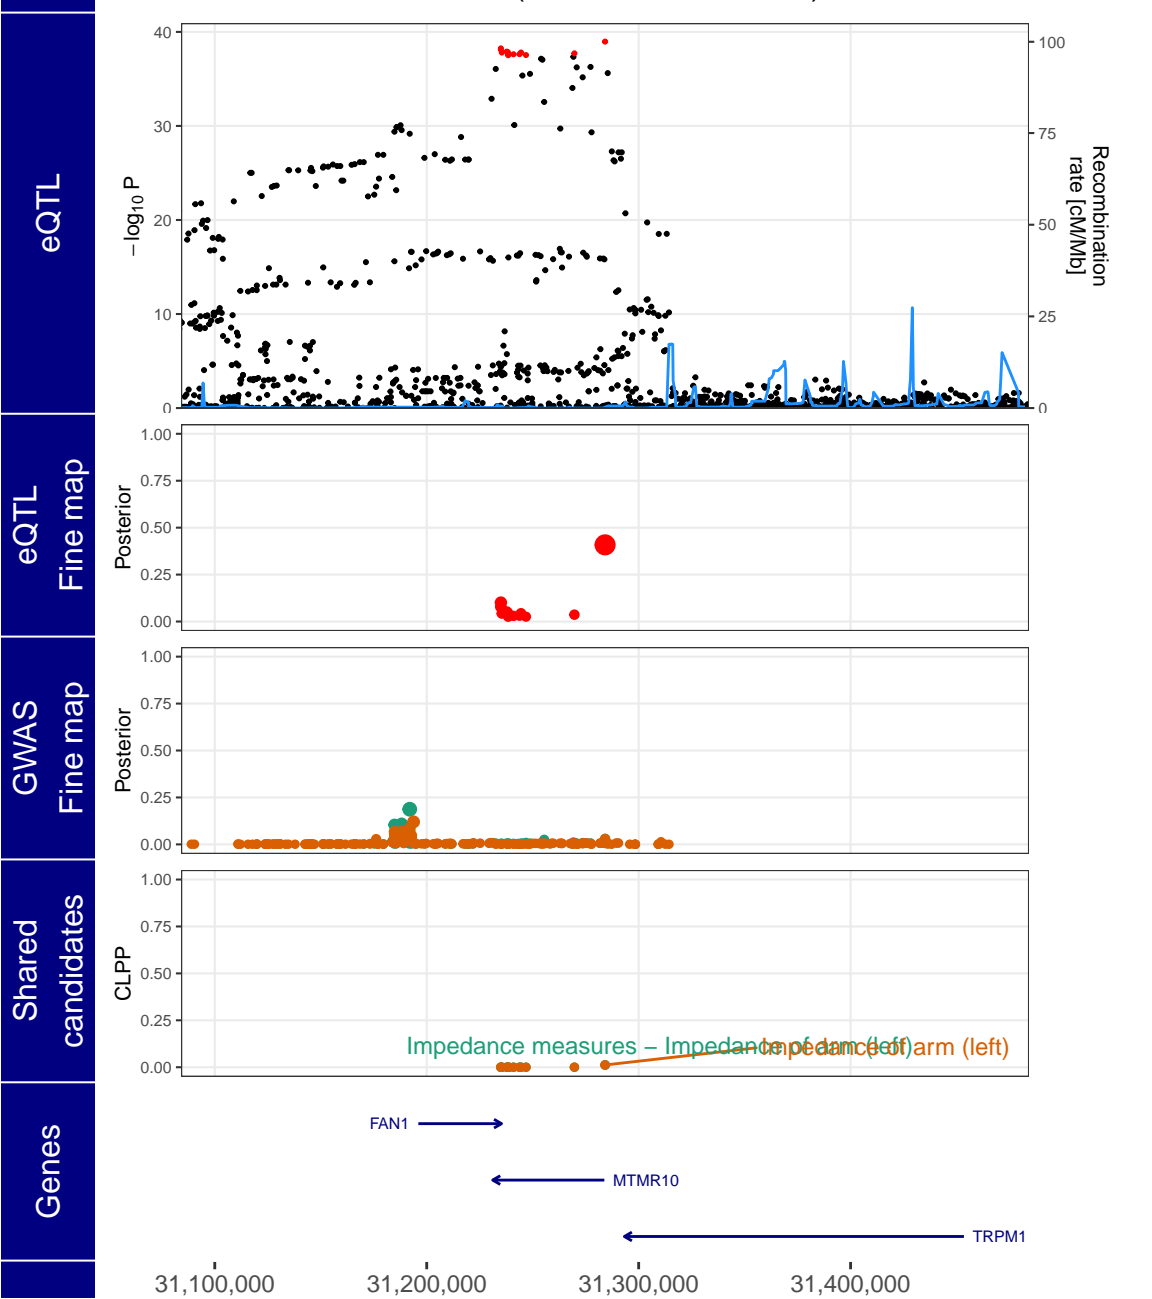 eQTL
40
30
20
10
0
−log10 P
100
75
50
25
0
Recombination
rate [cM/Mb]
eQTL
Fine map
Posterior
1.00
0.75
0.50
0.25
0.00
GWAS
Fine map
Posterior
1.00
0.75
0.50
0.25
0.00
Shared
candidates
CLPP
1.00
0.75
0.50
0.25
0.00
Impedance measures − Impedance of arm (left)
Impedance of arm (left)
Genes
FAN1
MTMR10
TRPM1
31,100,000
31,200,000
31,300,000
31,400,000